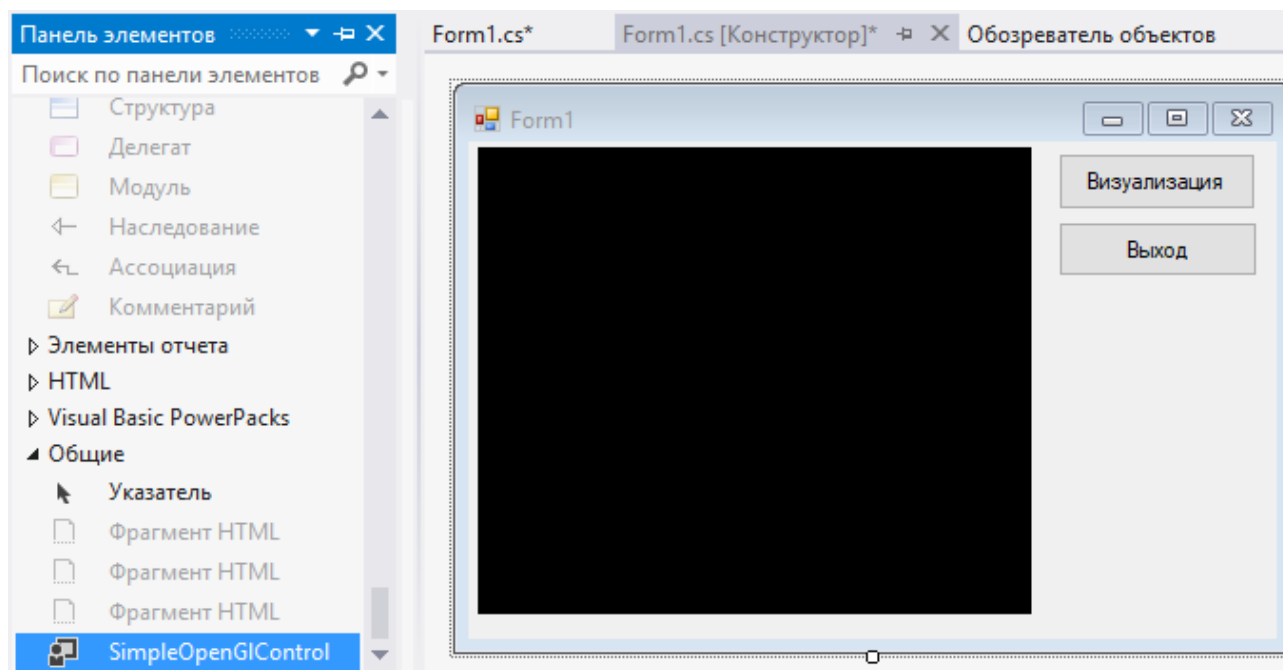 Панель элементов
Поиск по панели элементов
Структура
Делегат
Модуль
Наследование
Ассоциация
Комментарий
Элементы отчета
HTML
Visual Basic PowerPacks
Общие
Указатель
Фрагмент HTML
Фрагмент HTML
Фрагмент HTML
SimpleOpenGlControl
Form1.cs* Form1.cs [Конструктор]* Обозреватель объектов
Form1
Визуализация
Выход